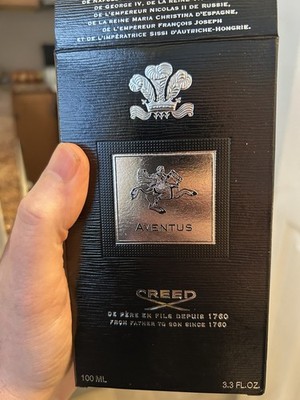 DE GEORGE IV, DE LA REINE
DE L'EMPEREUR NICOLAS II DE RUSSIE,
DE LA REINE MARIA CHRISTINA D'ESPAGNE,
DE L'EMPEREUR FRANÇOIS JOSEPH
ET DE L'IMPÉRATRICE SISSI D'AUTRICHE-HONGRIE.
AVENTUS
CREED
DE PÈRE EN FILS DEPUIS 1760
FROM FATHER TO SON SINCE 1760
100 ML
3.3 FL.OZ.